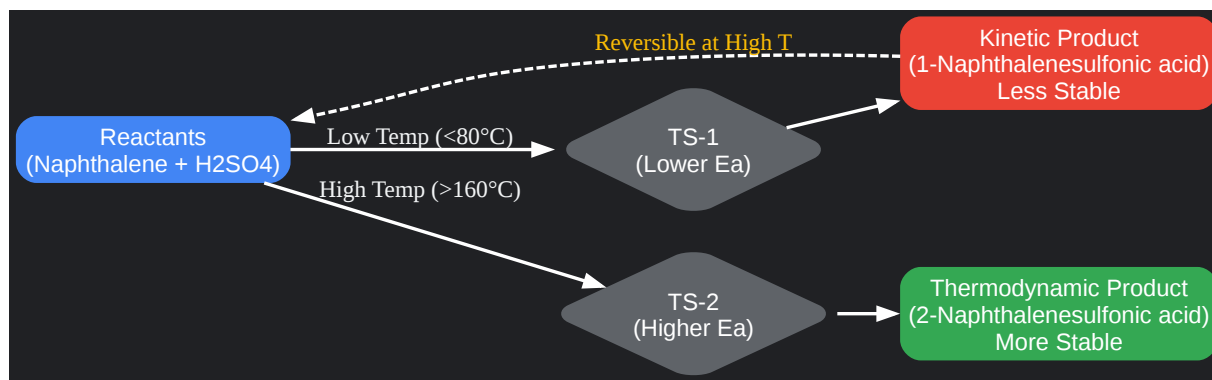 Reversible at High T
Kinetic Product
(1-Naphthalenesulfonic acid)
Less Stable
Reactants
(Naphthalene + H2SO4)
Low Temp (<80°C)
TS-1
(Lower Ea)
High Temp (>160°C)
TS-2
(Higher Ea)
Thermodynamic Product
(2-Naphthalenesulfonic acid)
More Stable